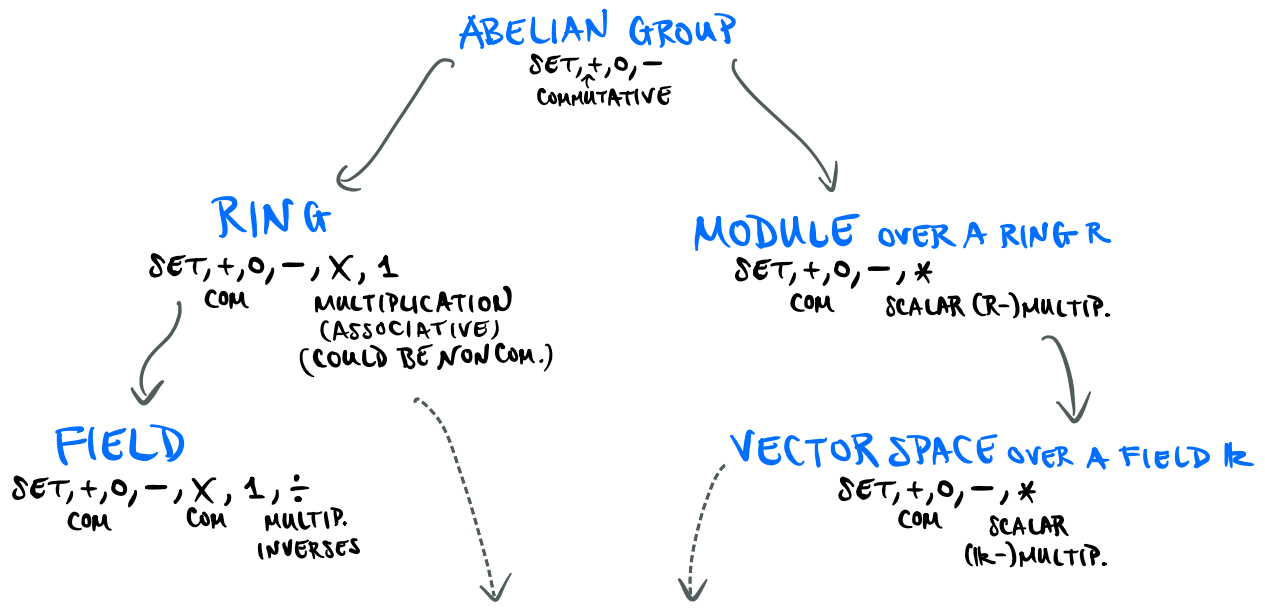 ABELIAN GROUP
SET,+,0,−
COMMUTATIVE
RING
SET,+,0,−,X,1
COM MULTIPLICATION
(ASSOCIATIVE)
(COULD BE NONCOM.)
MODULE OVER A RING R
SET,+,0,−,*
COM SCALAR (R-)MULTIP.
FIELD
SET,+,0,−,X,1,÷
COM COM MULTIP.
INVERSES
VECTOR SPACE OVER A FIELD 𝕜
SET,+,0,−,*
COM SCALAR
(𝕜-)MULTIP.